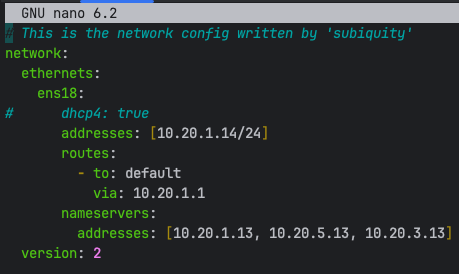 GNU nano 6.2
# This is the network config written by 'subiquity'
network:
  ethernets:
    ens18:
#      dhcp4: true
       addresses: [10.20.1.14/24]
       routes:
         - to: default
           via: 10.20.1.1
       nameservers:
         addresses: [10.20.1.13, 10.20.5.13, 10.20.3.13]
  version: 2